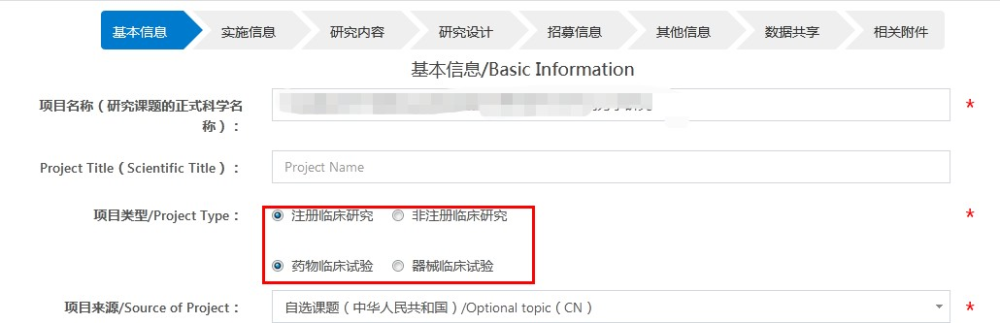 基本信息 实施信息 研究内容 研究设计 招募信息 其他信息 数据共享 相关附件
基本信息/Basic Information
项目名称（研究课题的正式科学名
称）： *
Project Title（Scientific Title）： Project Name
项目类型/Project Type： 注册临床研究 非注册临床研究 *
药物临床试验 器械临床试验
项目来源/Source of Project： 自选课题（中华人民共和国）/Optional topic（CN） *